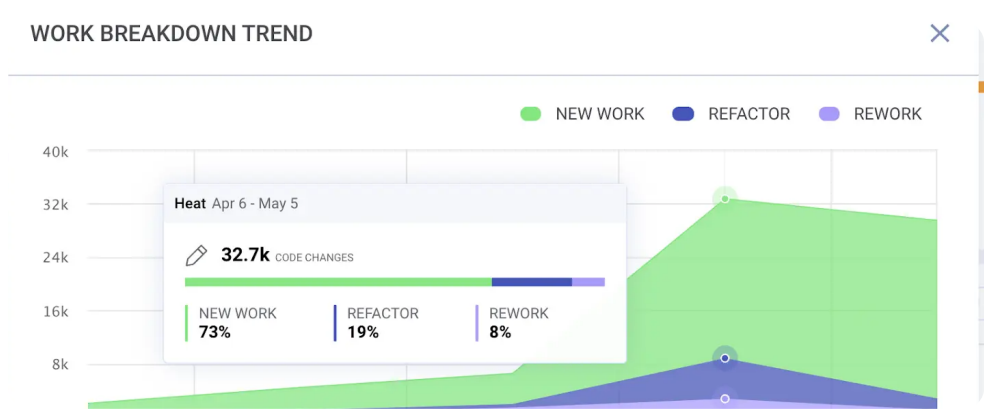 WORK BREAKDOWN TREND
NEW WORK REFACTOR REWORK
40k
32k
Heat Apr 6 - May 5
24k
32.7k CODE CHANGES
16k
NEW WORK REFACTOR REWORK
73% 19% 8%
8k